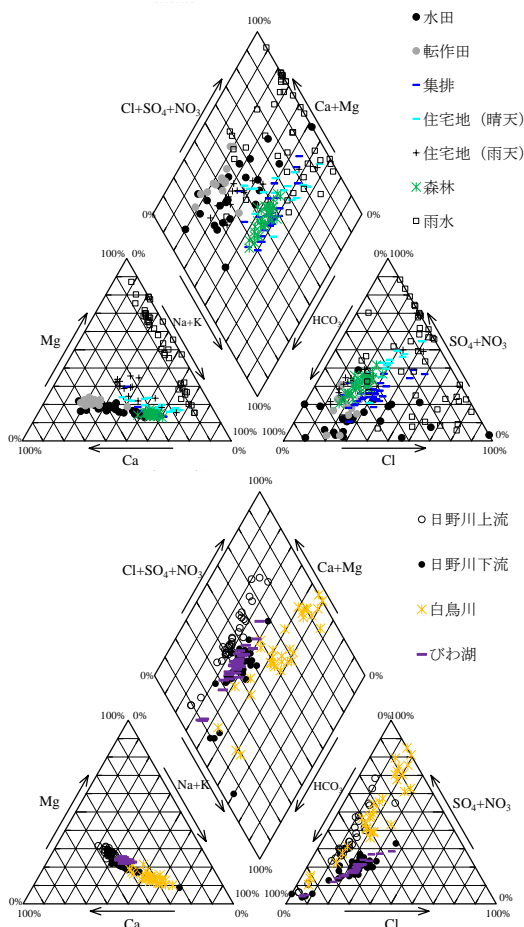 100%
水田
転作田
集排
住宅地（晴天）
住宅地（雨天）
森林
雨水
Cl+SO₄+NO₃
Ca+Mg
0%
0%
100% 0%
0% 100%
Na+K
HCO₃
Mg
SO₄+NO₃
100%
0%
100%
0% 100%
0%
100%
0%
Ca
Cl
100%
日野川上流
日野川下流
白鳥川
びわ湖
Cl+SO₄+NO₃
Ca+Mg
0%
0%
100% 0%
0% 100%
Na+K
HCO₃
Mg
SO₄+NO₃
100%
0%
100% 100%
0%
100%
0%
0%
Ca
Cl